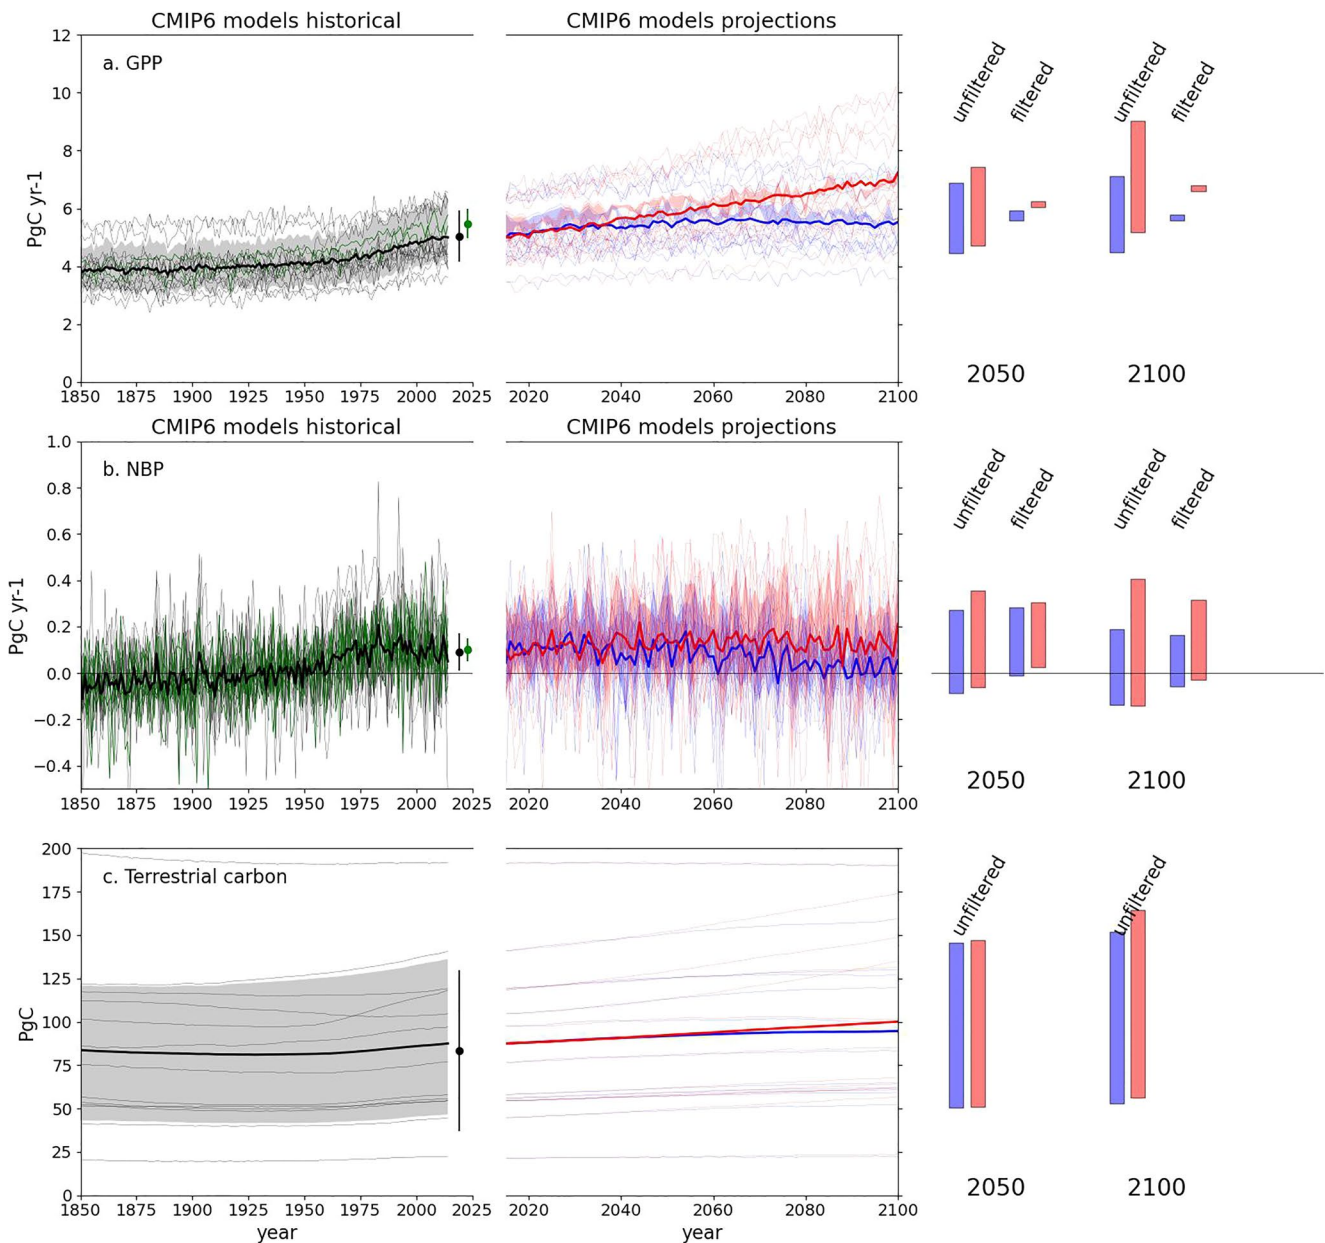 CMIP6 models historical
CMIP6 models projections
a. GPP
PgC yr-1
12
10
8
6
4
2
0
1850 1875 1900 1925 1950 1975 2000 2025
2020 2040 2060 2080 2100
unfiltered
filtered
unfiltered
filtered
2050
2100
CMIP6 models historical
CMIP6 models projections
b. NBP
PgC yr-1
1.0
0.8
0.6
0.4
0.2
0.0
−0.2
−0.4
1850 1875 1900 1925 1950 1975 2000 2025
2020 2040 2060 2080 2100
unfiltered
filtered
unfiltered
filtered
2050
2100
c. Terrestrial carbon
PgC
200
175
150
125
100
75
50
25
0
1850 1875 1900 1925 1950 1975 2000 2025
year
2020 2040 2060 2080 2100
year
unfiltered
unfiltered
2050
2100